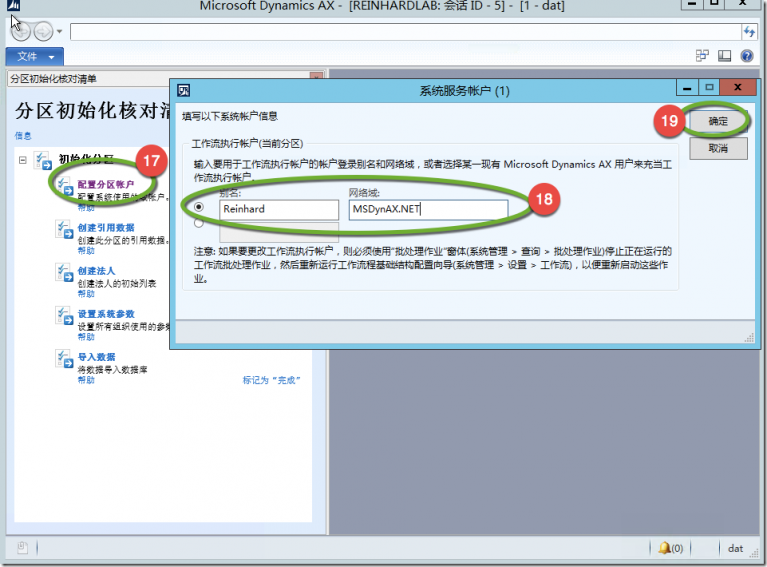 Microsoft Dynamics AX - [REINHARDLAB: 会话 ID - 5] - [1 - dat]
文件
分区初始化核对清单
分区初始化核对清
信息
初始化分区
17
配置分区帐户
配置系统使用的帐户。
帮助
创建引用数据
创建此分区的引用数据。
帮助
创建法人
创建法人的初始列表
帮助
设置系统参数
设置所有组织使用的参数
帮助
导入数据
将数据导入数据库
帮助
标记为“完成”
系统服务帐户 (1)
填写以下系统帐户信息
19
确定
取消
工作流执行帐户(当前分区)
输入要用于工作流执行帐户的帐户登录别名和网络域，或者选择某一现有 Microsoft Dynamics AX 用户来充当工
作流执行帐户。
别名:
网络域:
Reinhard
MSDynAX.NET
18
注意: 如果要更改工作流执行帐户，则必须使用"批处理作业"窗体(系统管理 > 查询 > 批处理作业)停止正在运行的
工作流批处理作业，然后重新运行工作流程基础结构配置向导(系统管理 > 设置 > 工作流)，以便重新启动这些作
业。
(0)
dat